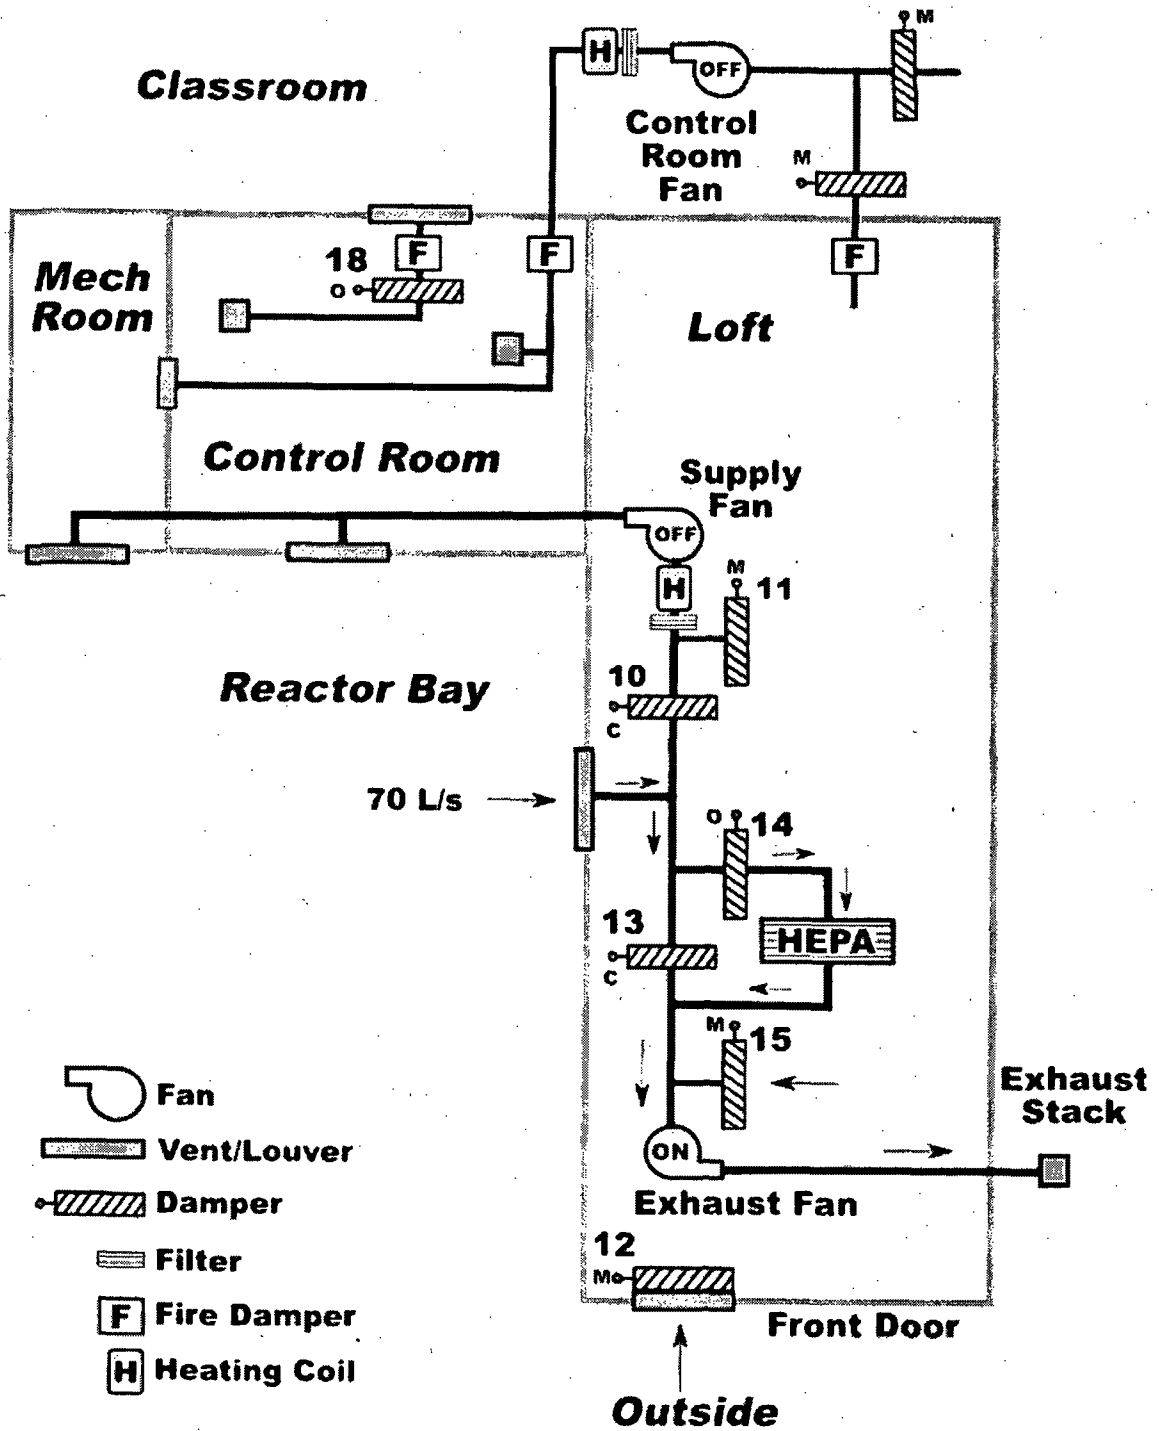 M
H
OFF
Classroom
Control
Room
Fan
M
18
F
F
F
O
Mech
Room
Loft
Control Room
Supply
Fan
OFF
H
M
11
10
C
Reactor Bay
70 L/s
O
14
13
C
HEPA
M
15
Exhaust
Stack
ON
Exhaust Fan
12
M
Front Door
Outside
Fan
Vent/Louver
Damper
Filter
F
Fire Damper
H
Heating Coil